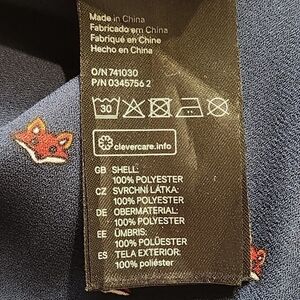 Made in China
Fabricado em China
Fabriqué en China
Hecho en China
O/N 741030
P/N 0345756 2
30
clevercare.info
GB SHELL:
100% POLYESTER
CZ SVRCHNÍ LÁTKA:
100% POLYESTER
DE OBERMATERIAL:
100% POLYESTER
EE ÜMBRIS:
100% POLÜESTER
ES TELA EXTERIOR:
100% poliéster